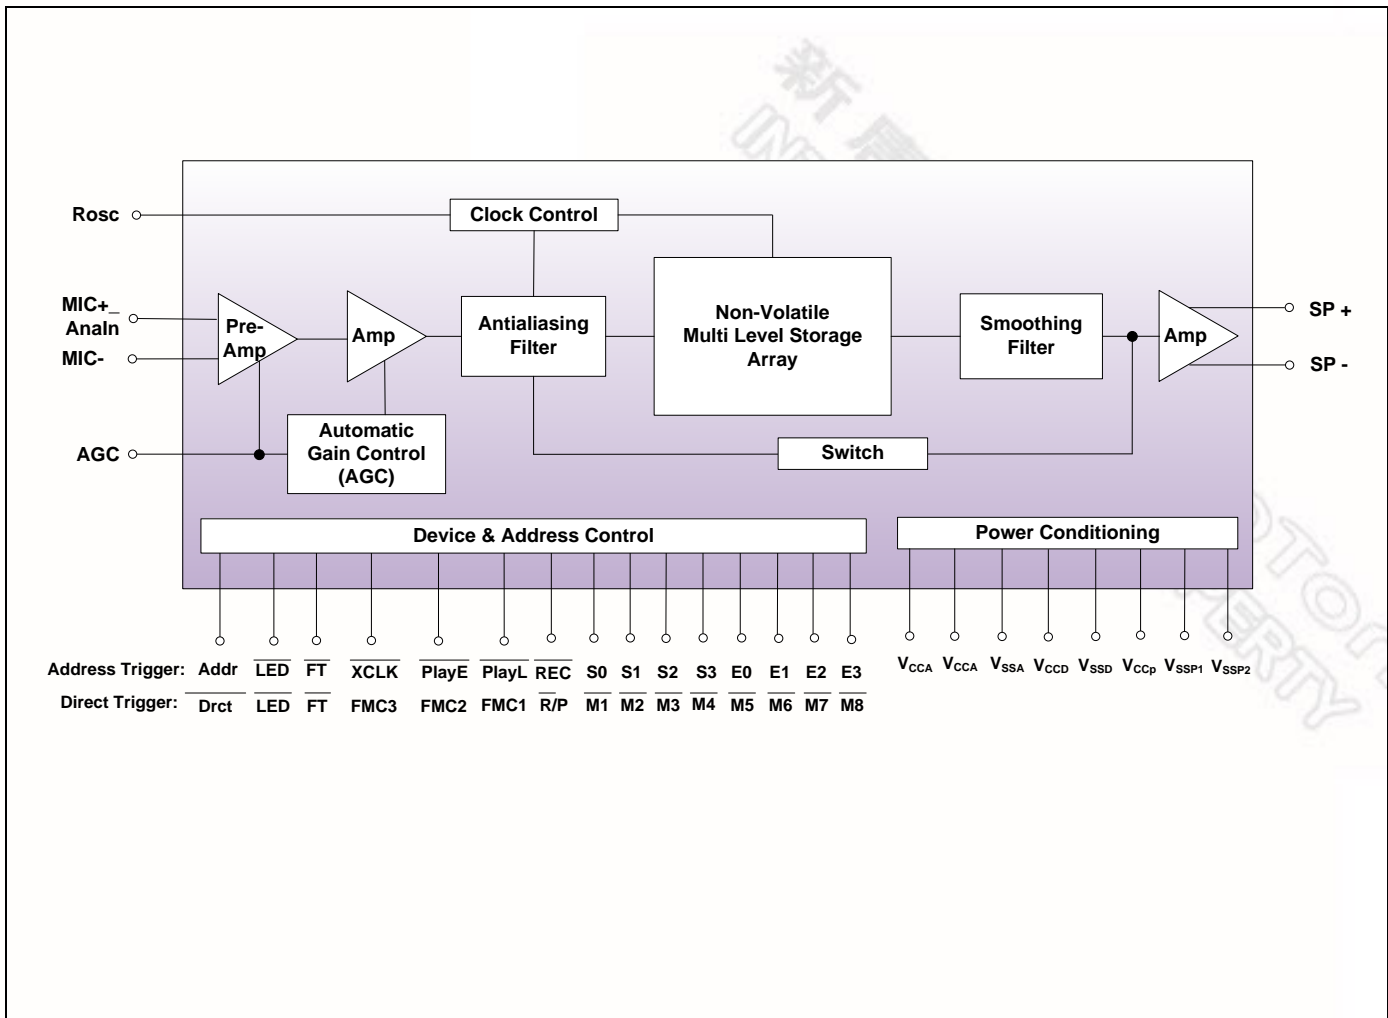 新 唐
Rosc
Clock Control
MIC+_
AnaIn
MIC-
Pre-
Amp
Amp
Antialiasing
Filter
Non-Volatile
Multi Level Storage
Array
Smoothing
Filter
Amp
SP +
SP -
AGC
Automatic
Gain Control
(AGC)
Switch
Device & Address Control
Power Conditioning
Address Trigger: Addr LED FT XCLK PlayE PlayL REC S0 S1 S2 S3 E0 E1 E2 E3
VCCA VCCA VSSA VCCD VSSD VCCp VSSP1 VSSP2
Direct Trigger: Drct LED FT FMC3 FMC2 FMC1 R/P M1 M2 M3 M4 M5 M6 M7 M8